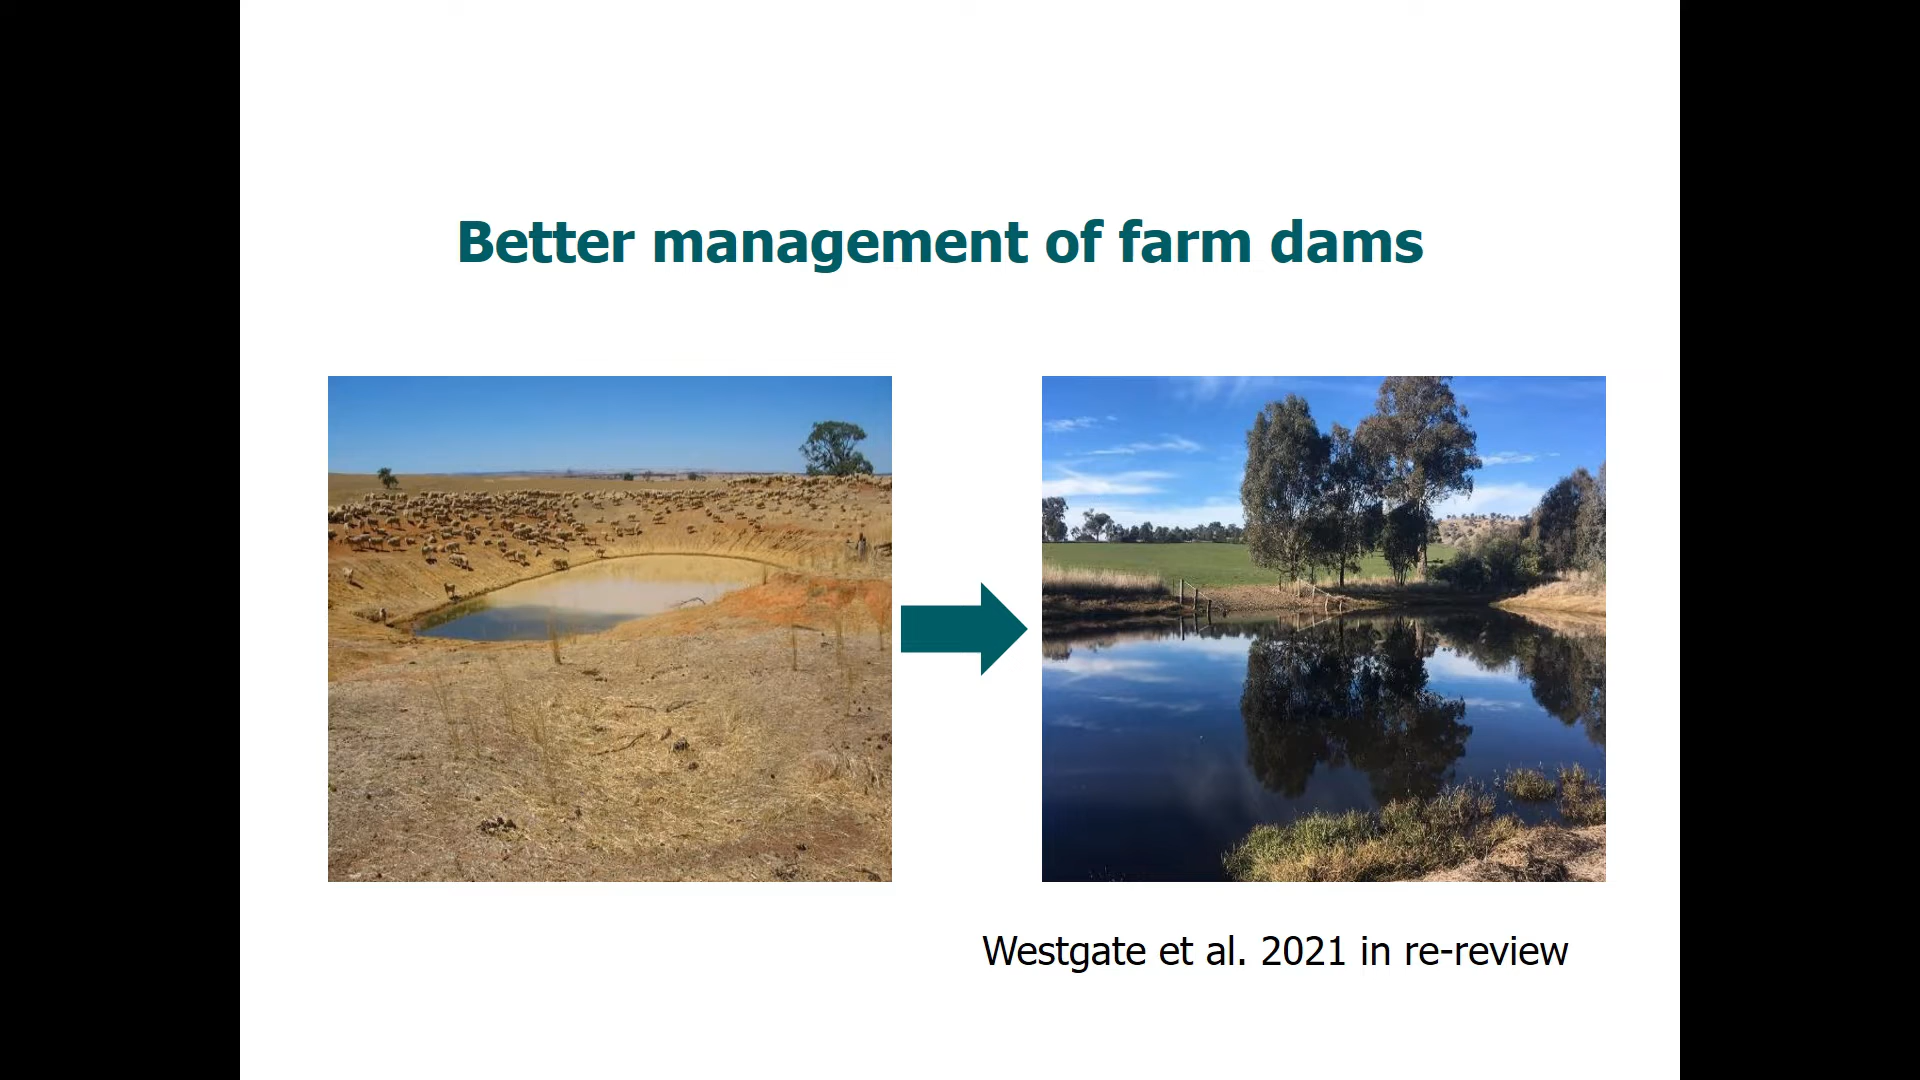 Better management of farm dams
Westgate et al. 2021 in re-review